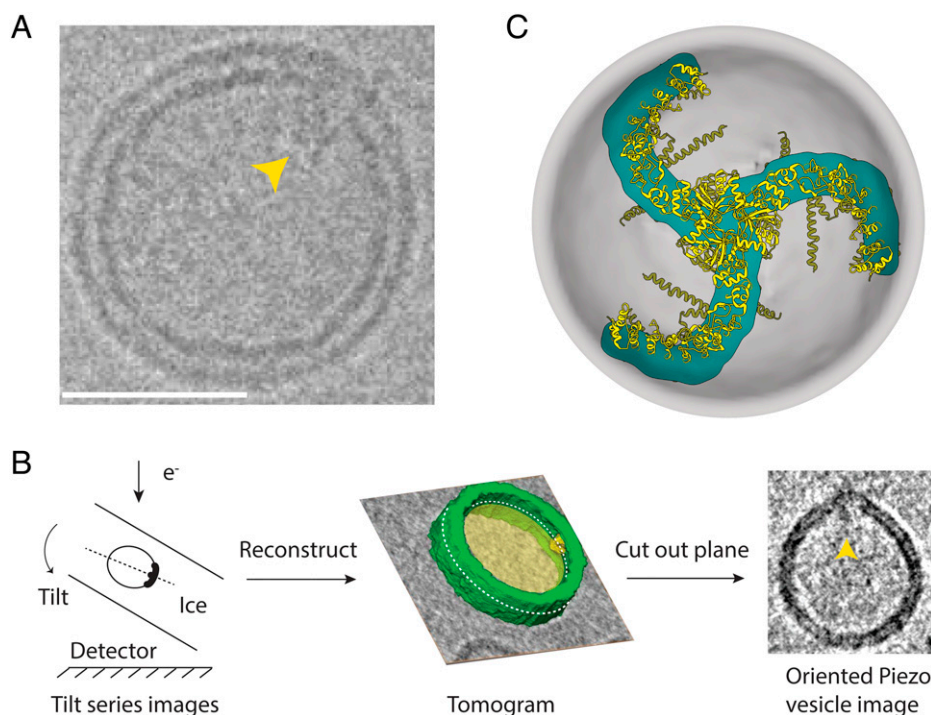 A
C
B
e-
Tilt
Ice
Detector
Tilt series images
Reconstruct
Tomogram
Cut out plane
Oriented Piezo
vesicle image